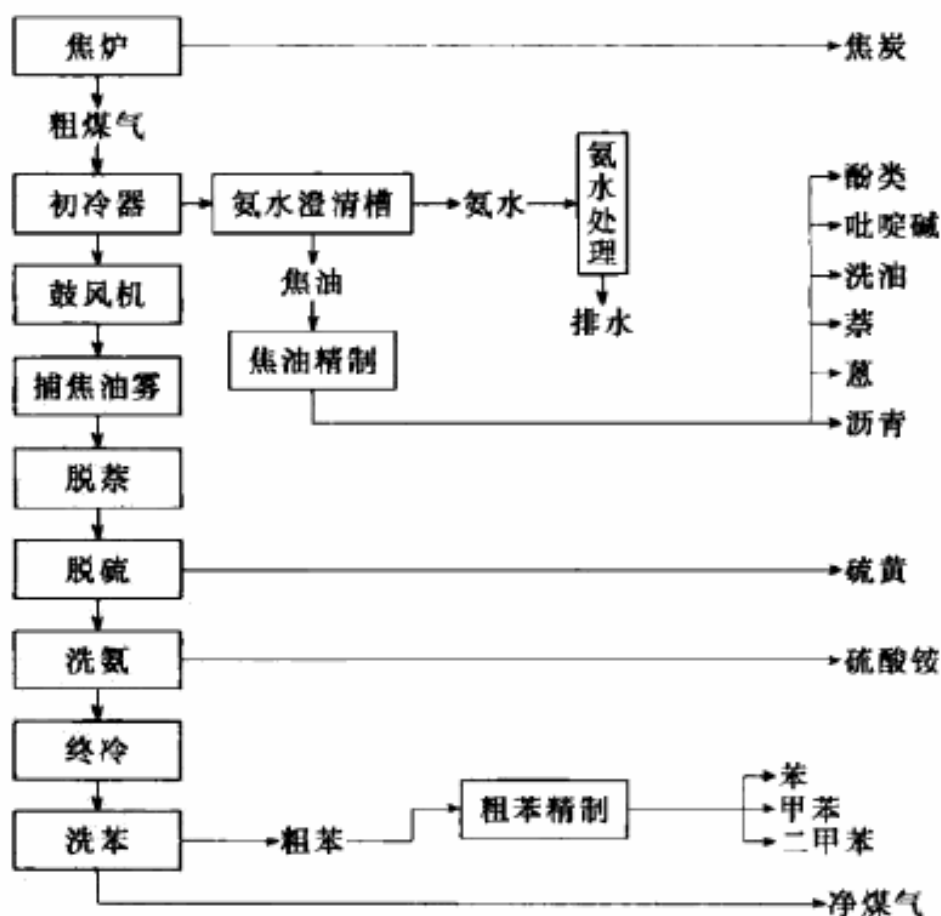 焦炉
焦炭
粗煤气
初冷器
氨水澄清槽
氨水
氨水处理
酚类
吡啶碱
洗油
萘
蒽
沥青
鼓风机
焦油
排水
捕焦油雾
焦油精制
脱萘
脱硫
硫黄
洗氨
硫酸铵
终冷
洗苯
粗苯
粗苯精制
苯
甲苯
二甲苯
净煤气